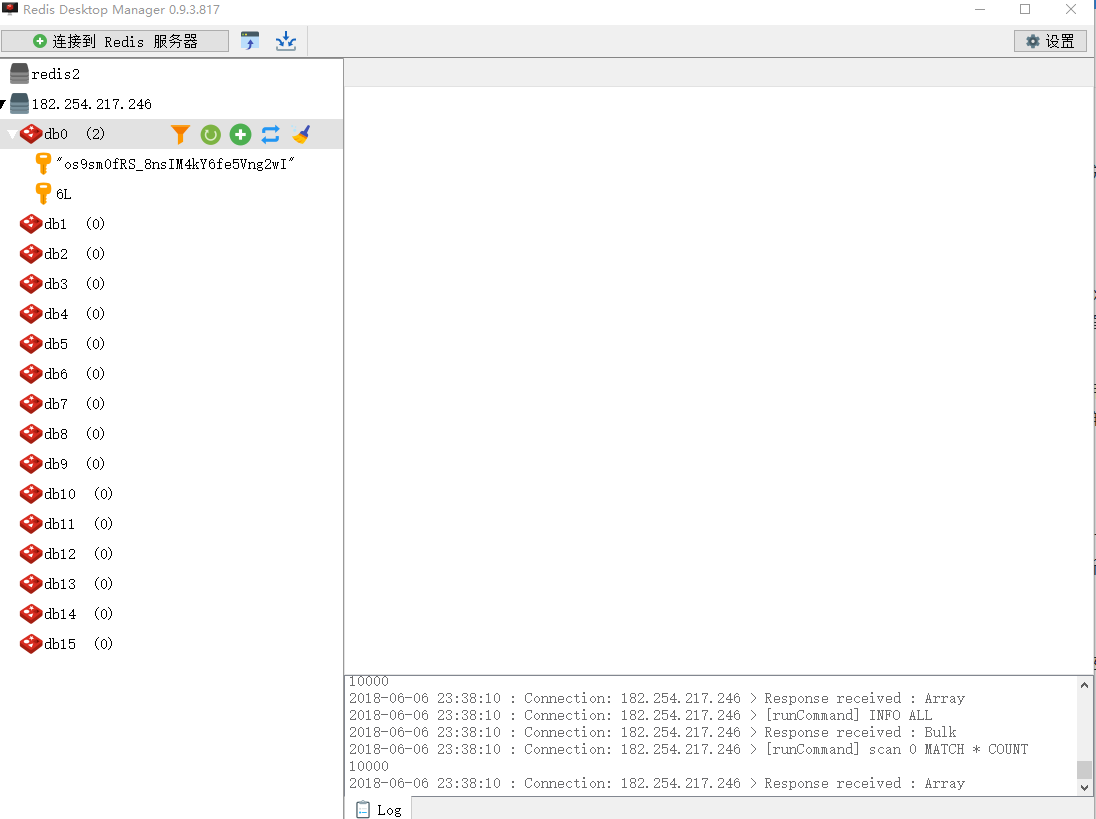 Redis Desktop Manager 0.9.3.817
连接到 Redis 服务器
设置
redis2
182.254.217.246
db0 (2)
"os9sm0fRS_8nsIM4kY6fe5Vng2wI"
6L
db1 (0)
db2 (0)
db3 (0)
db4 (0)
db5 (0)
db6 (0)
db7 (0)
db8 (0)
db9 (0)
db10 (0)
db11 (0)
db12 (0)
db13 (0)
db14 (0)
db15 (0)
10000
2018-06-06 23:38:10 : Connection: 182.254.217.246 > Response received : Array
2018-06-06 23:38:10 : Connection: 182.254.217.246 > [runCommand] INFO ALL
2018-06-06 23:38:10 : Connection: 182.254.217.246 > Response received : Bulk
2018-06-06 23:38:10 : Connection: 182.254.217.246 > [runCommand] scan 0 MATCH * COUNT
10000
2018-06-06 23:38:10 : Connection: 182.254.217.246 > Response received : Array
Log